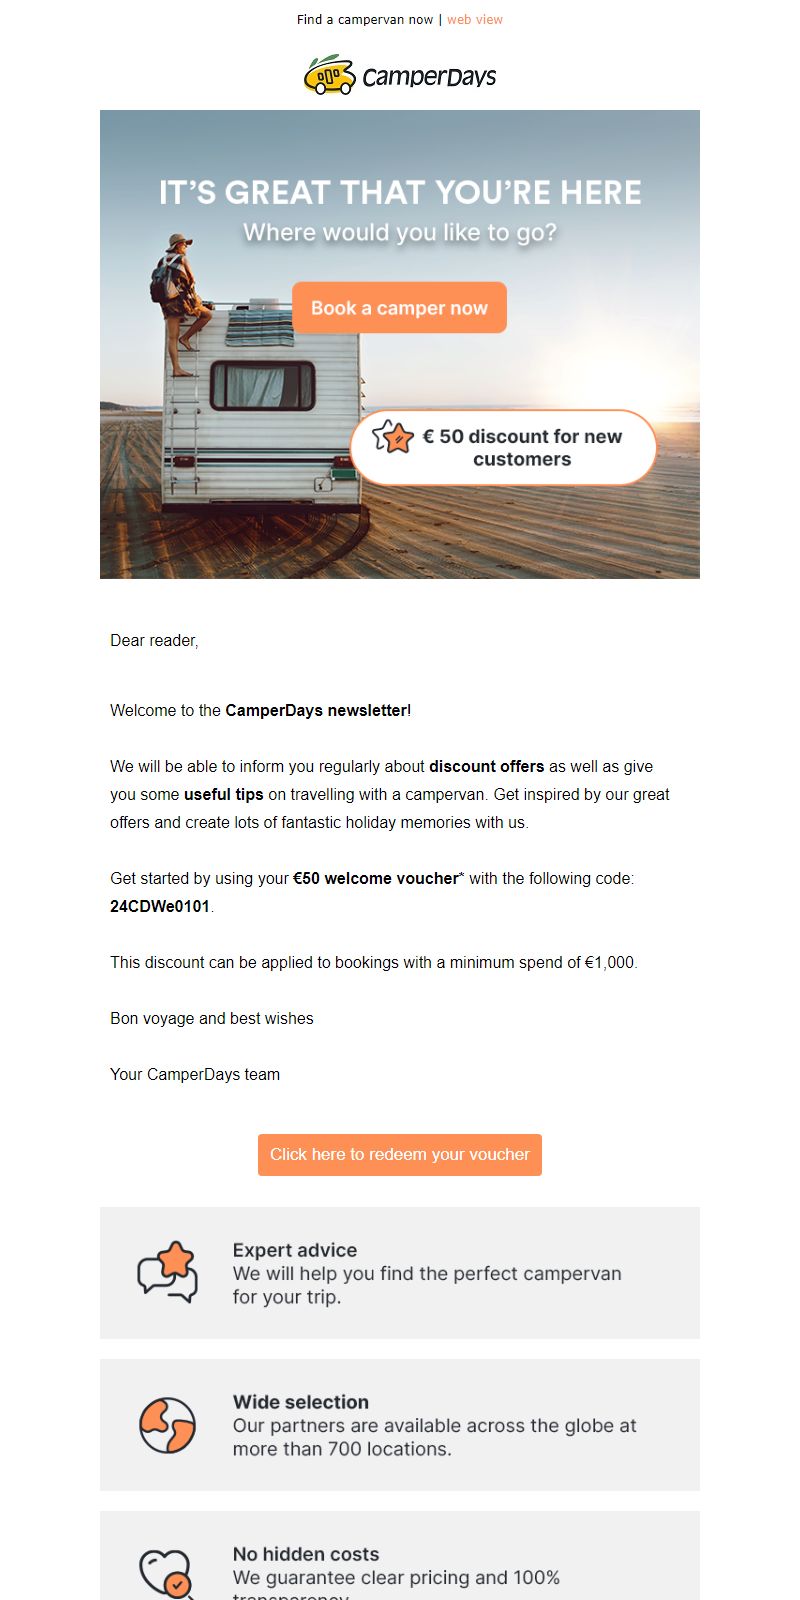 Find a campervan now | web view
CamperDays
IT’S GREAT THAT YOU’RE HERE
Where would you like to go?
Book a camper now
€ 50 discount for new
customers
Dear reader,
Welcome to the CamperDays newsletter!
We will be able to inform you regularly about discount offers as well as give
you some useful tips on travelling with a campervan. Get inspired by our great
offers and create lots of fantastic holiday memories with us.
Get started by using your €50 welcome voucher* with the following code:
24CDWe0101.
This discount can be applied to bookings with a minimum spend of €1,000.
Bon voyage and best wishes
Your CamperDays team
Click here to redeem your voucher
Expert advice
We will help you find the perfect campervan
for your trip.
Wide selection
Our partners are available across the globe at
more than 700 locations.
No hidden costs
We guarantee clear pricing and 100%